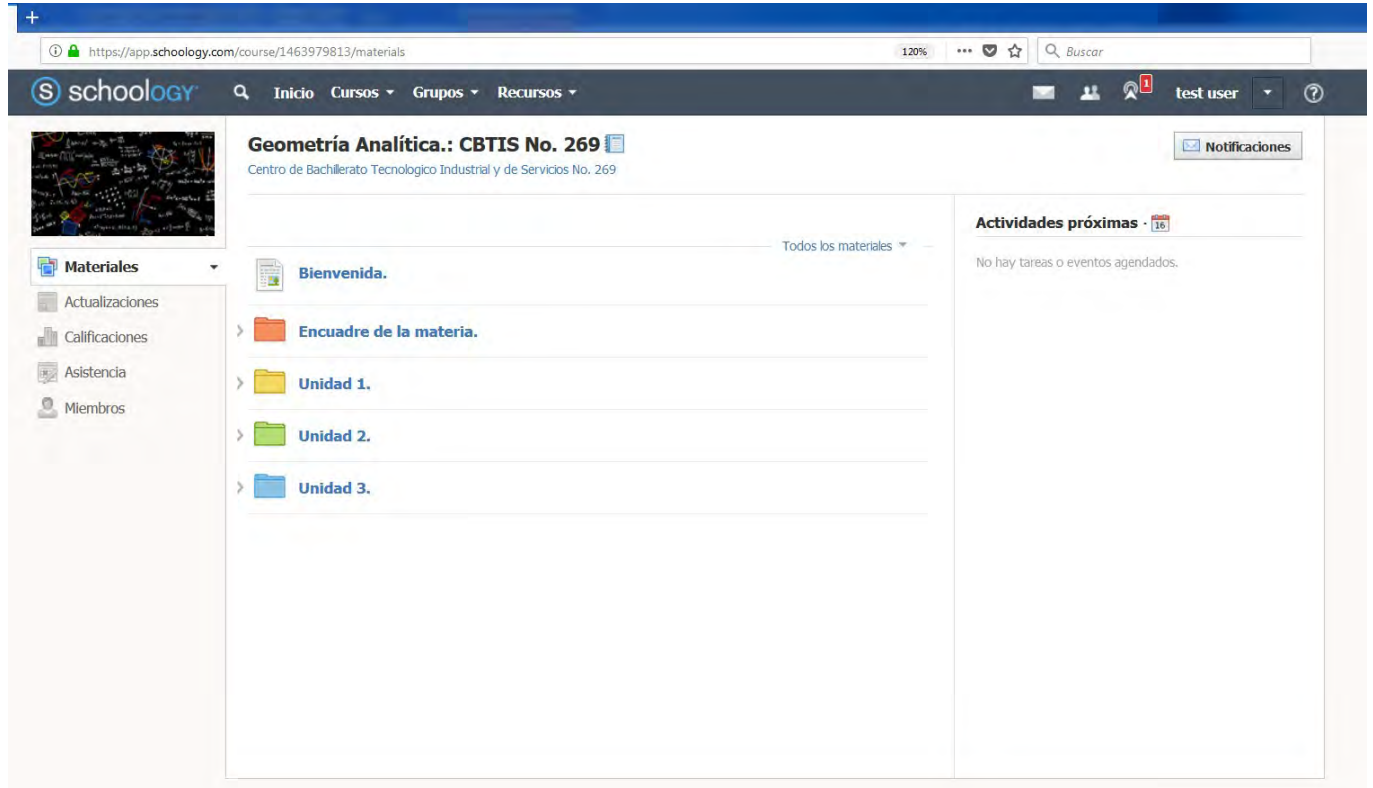 https://app.schoology.com/course/1463979813/materials 120% Buscar
S schoology Inicio Cursos Grupos Recursos 1 test user ?
Geometría Analítica.: CBTIS No. 269
Notificaciones
Centro de Bachillerato Tecnologico Industrial y de Servicios No. 269
Materiales
Actualizaciones
Calificaciones
Asistencia
Miembros
Todos los materiales
Bienvenida.
Encuadre de la materia.
Unidad 1.
Unidad 2.
Unidad 3.
Actividades próximas · 16
No hay tareas o eventos agendados.